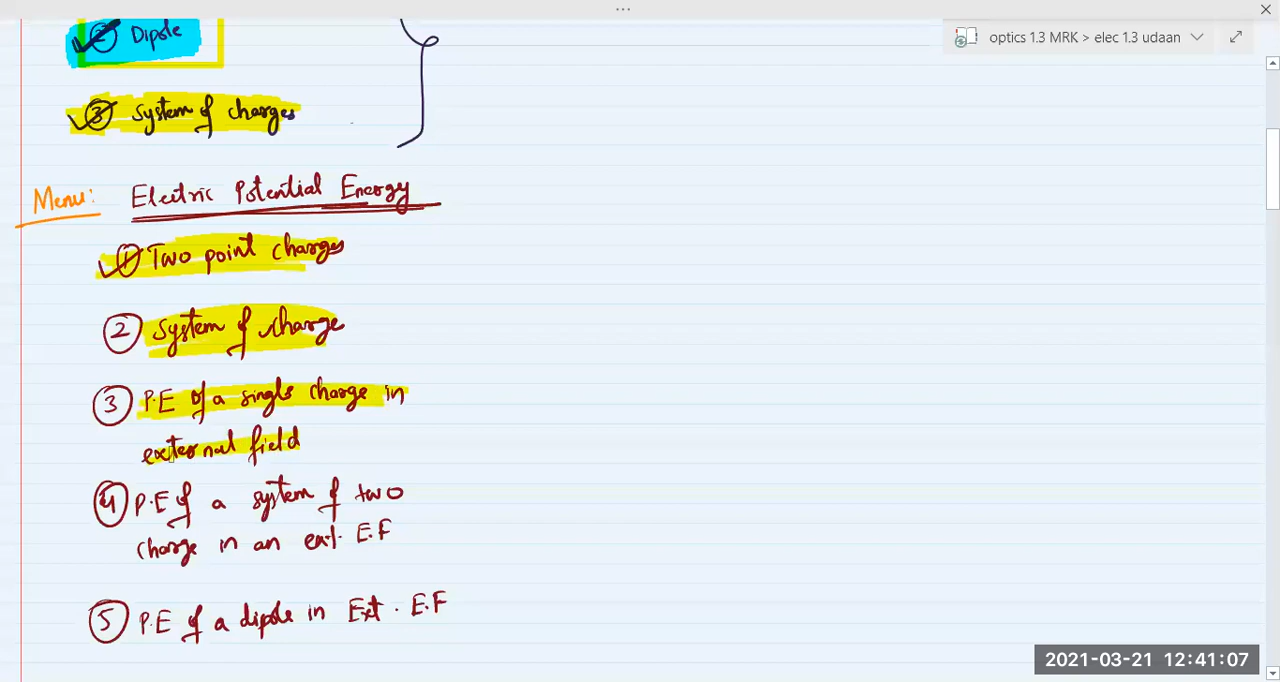 ...
optics 1.3 MRK > elec 1.3 udaan
② Dipole
③ System of charges
Menu: Electric Potential Energy
① Two point charges
② System of charge
③ P.E of a single charge in
external field
④ P.E of a system of two
charge in an ext. E.F
⑤ P.E of a dipole in Ext. E.F
2021-03-21 12:41:07